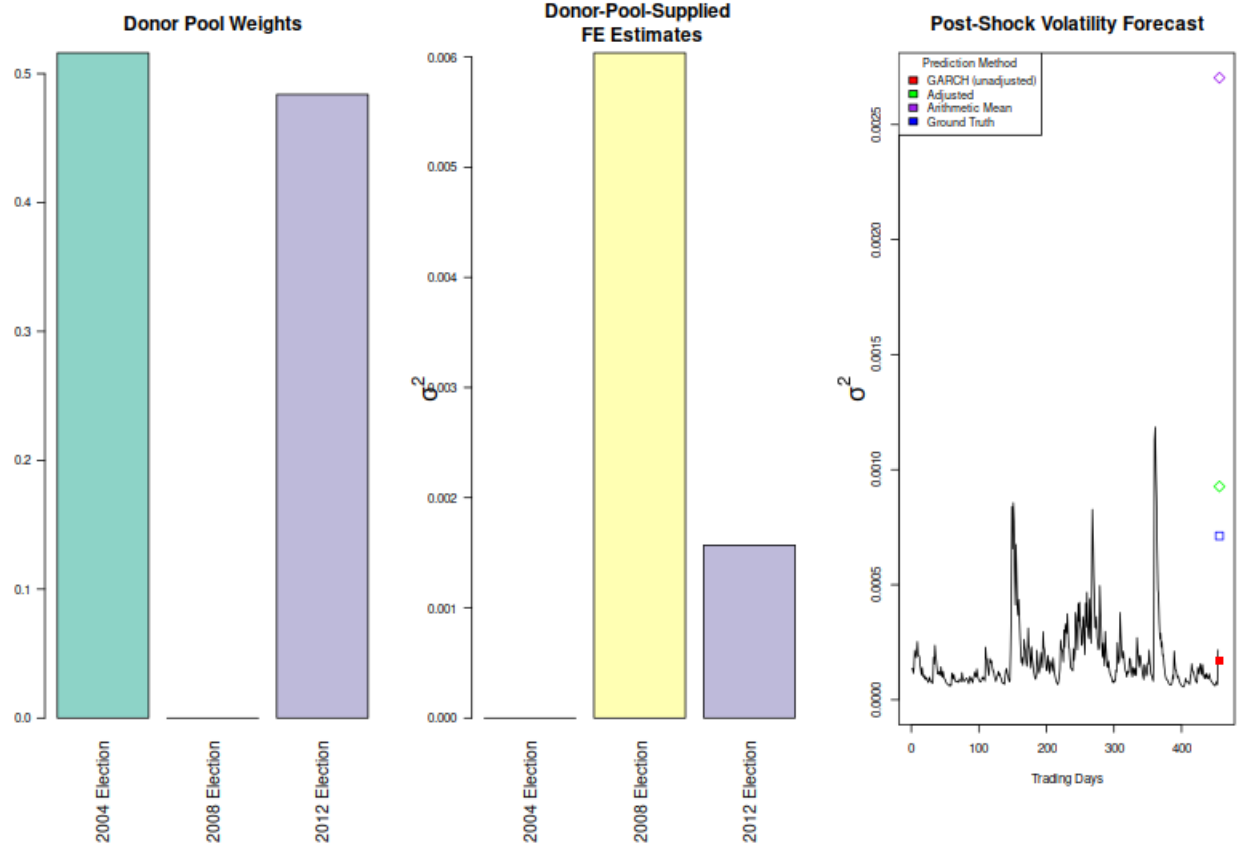 Donor Pool Weights
0.5
0.4
0.3
0.2
0.1
0.0
2004 Election
2008 Election
2012 Election
Donor-Pool-Supplied
FE Estimates
σ2
0.006
0.005
0.004
0.003
0.002
0.001
0.000
2004 Election
2008 Election
2012 Election
Post-Shock Volatility Forecast
Prediction Method
GARCH (unadjusted)
Adjusted
Arithmetic Mean
Ground Truth
σ2
0.0025
0.0020
0.0015
0.0010
0.0005
0.0000
0
100
200
300
400
Trading Days